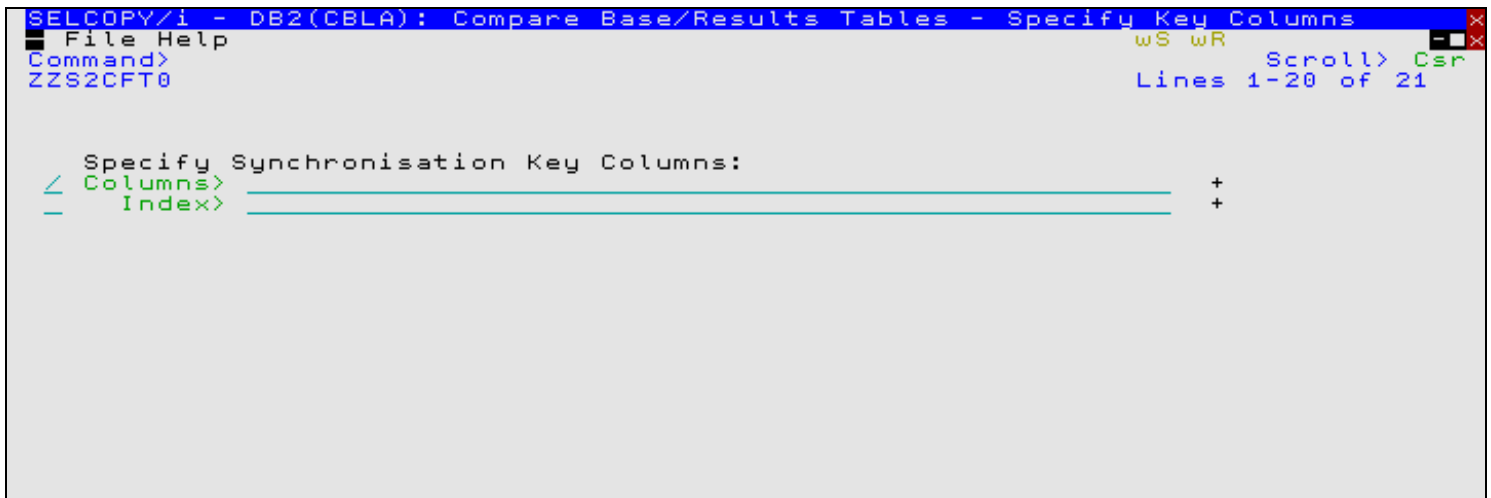 SELCOPY/i - DB2(CBLA): Compare Base/Results Tables - Specify Key Columns ×
File Help wS wR - ×
Command> Scroll> Csr
ZZS2CFT0 Lines 1-20 of 21
Specify Synchronisation Key Columns:
/ Columns> +
Index> +